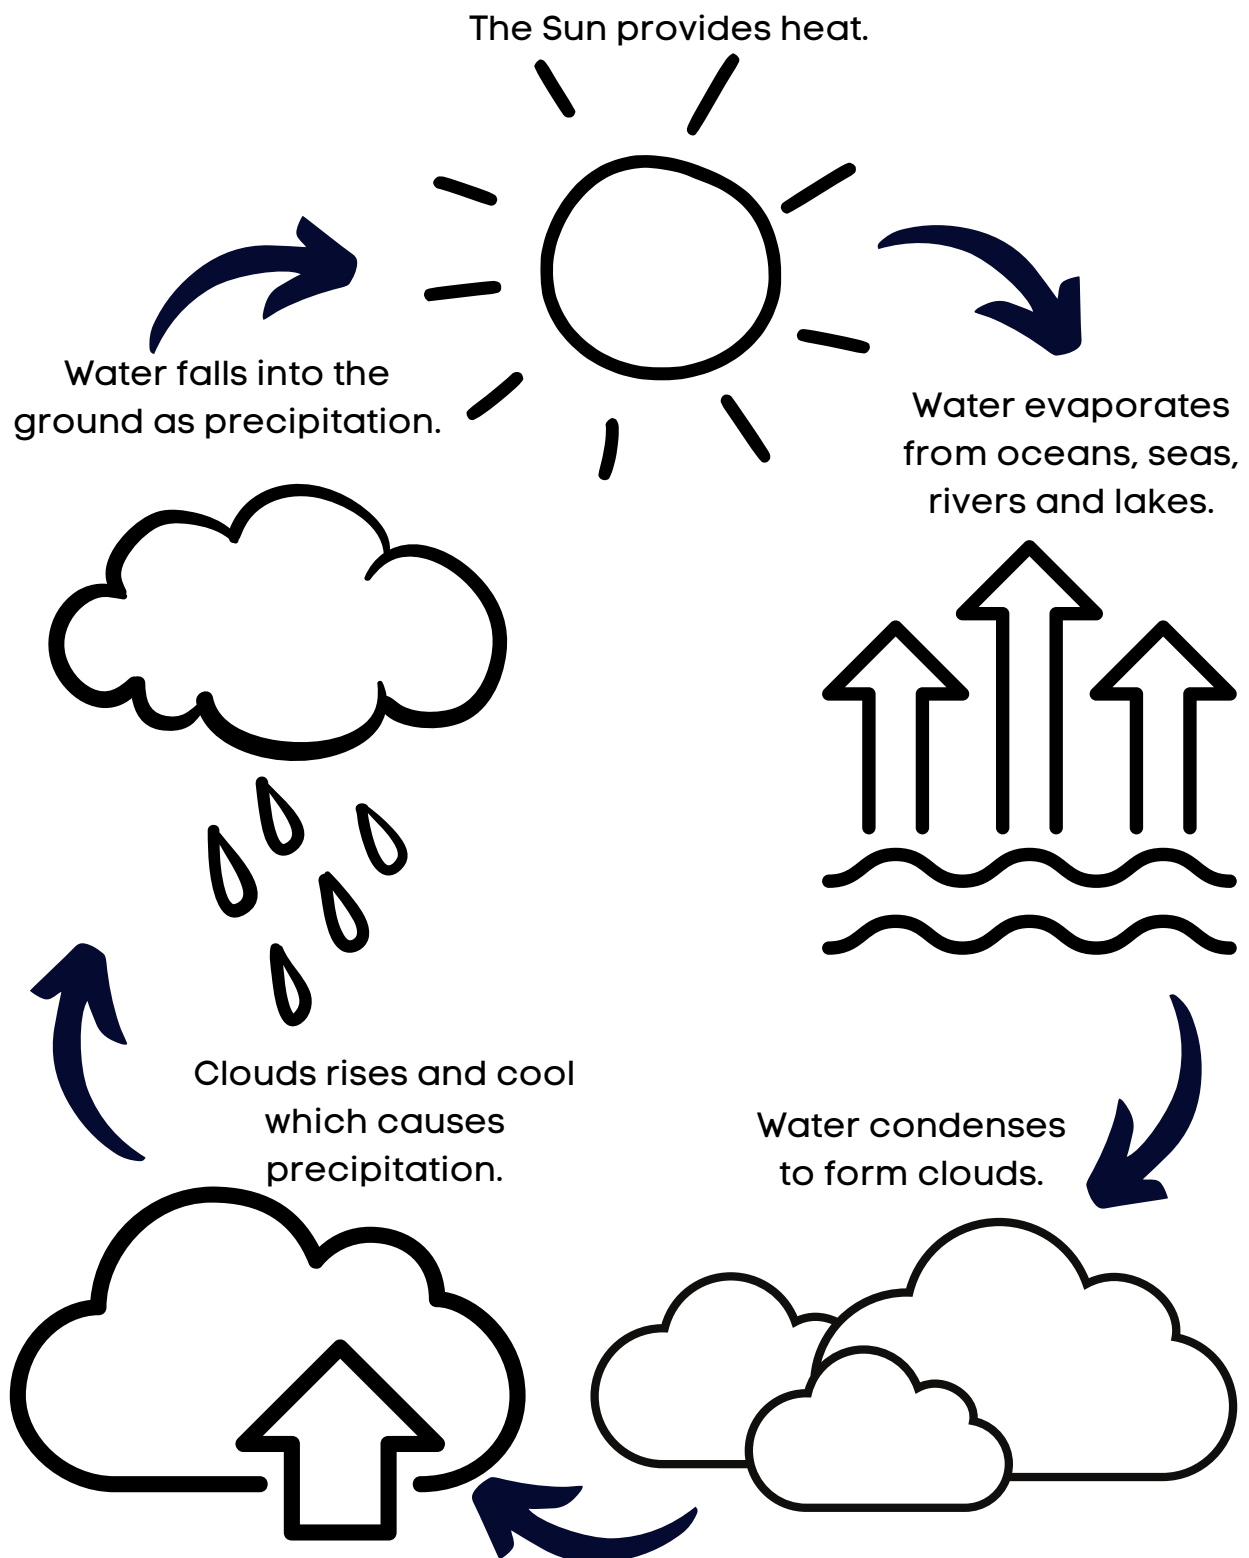 The Sun provides heat.
Water evaporates
from oceans, seas,
rivers and lakes.
Water condenses
to form clouds.
Clouds rises and cool
which causes
precipitation.
Water falls into the
ground as precipitation.